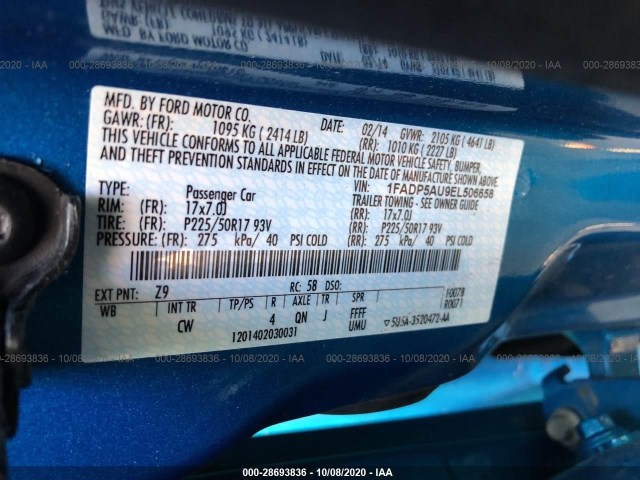 000-28693836 - 10/08/2020 - IAA
MFD. BY FORD MOTOR CO.
DATE: 02/14 GVWR: 2105 KG ( 4641 LB)
GAWR: (FR): 1095 KG ( 2414 LB) (RR): 1010 KG ( 2227 LB)
THIS VEHICLE CONFORMS TO ALL APPLICABLE FEDERAL MOTOR VEHICLE SAFETY, BUMPER,
AND THEFT PREVENTION STANDARDS IN EFFECT ON THE DATE OF MANUFACTURE SHOWN ABOVE.
VIN: 1FADP5AU9EL506658
TYPE: Passenger Car TRAILER TOWING - SEE OWNER GUIDE
RIM: (FR): 17x7.0J (RR): 17x7.0J
TIRE: (FR): P225/50R17 93V (RR): P225/50R17 93V
PRESSURE: (FR): 275 kPa/ 40 PSI COLD (RR): 275 kPa/ 40 PSI COLD
EXT PNT: Z9 RC: 58 DSO: F0078
WB INT TR TP/PS R AXLE TR SPR R0071
CW 4 QN J FFFF
1201402030031 UMU ▽5U5A-3520472-AA
000-28693836 - 10/08/2020 - IAA